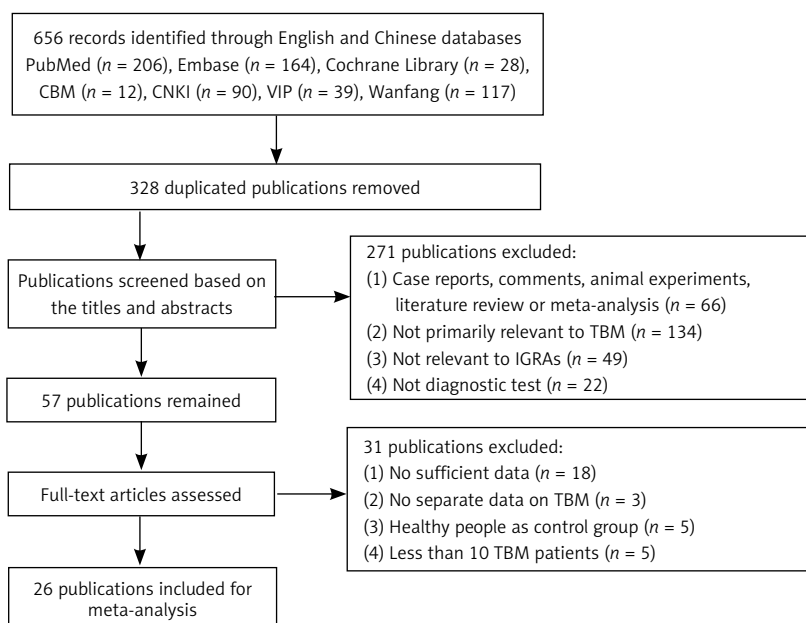 656 records identified through English and Chinese databases
PubMed (n = 206), Embase (n = 164), Cochrane Library (n = 28),
CBM (n = 12), CNKI (n = 90), VIP (n = 39), Wanfang (n = 117)
328 duplicated publications removed
Publications screened based on
the titles and abstracts
271 publications excluded:
(1) Case reports, comments, animal experiments,
literature review or meta-analysis (n = 66)
(2) Not primarily relevant to TBM (n = 134)
(3) Not relevant to IGRAs (n = 49)
(4) Not diagnostic test (n = 22)
57 publications remained
Full-text articles assessed
31 publications excluded:
(1) No sufficient data (n = 18)
(2) No separate data on TBM (n = 3)
(3) Healthy people as control group (n = 5)
(4) Less than 10 TBM patients (n = 5)
26 publications included for
meta-analysis